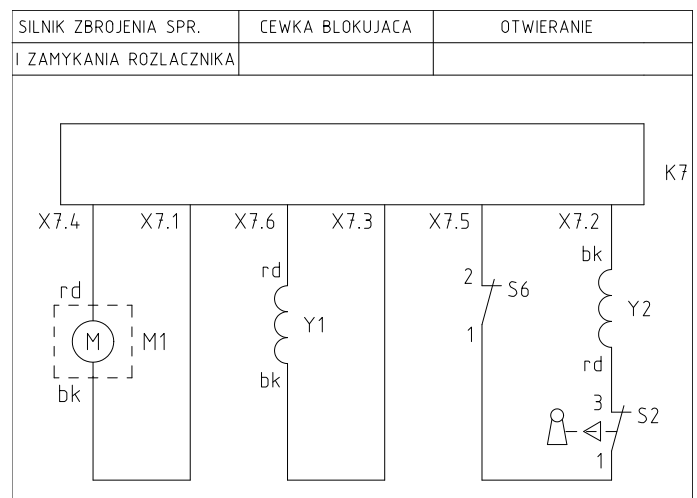 SILNIK ZBROJENIA SPR. CEWKA BLOKUJACA OTWIERANIE
I ZAMYKANIA ROZLACZNIKA
K7
X7.4 X7.1 X7.6 X7.3 X7.5 X7.2
bk
rd
2 S6
rd
Y2
Y1
M M1
1
rd
bk
bk
3 S2
1